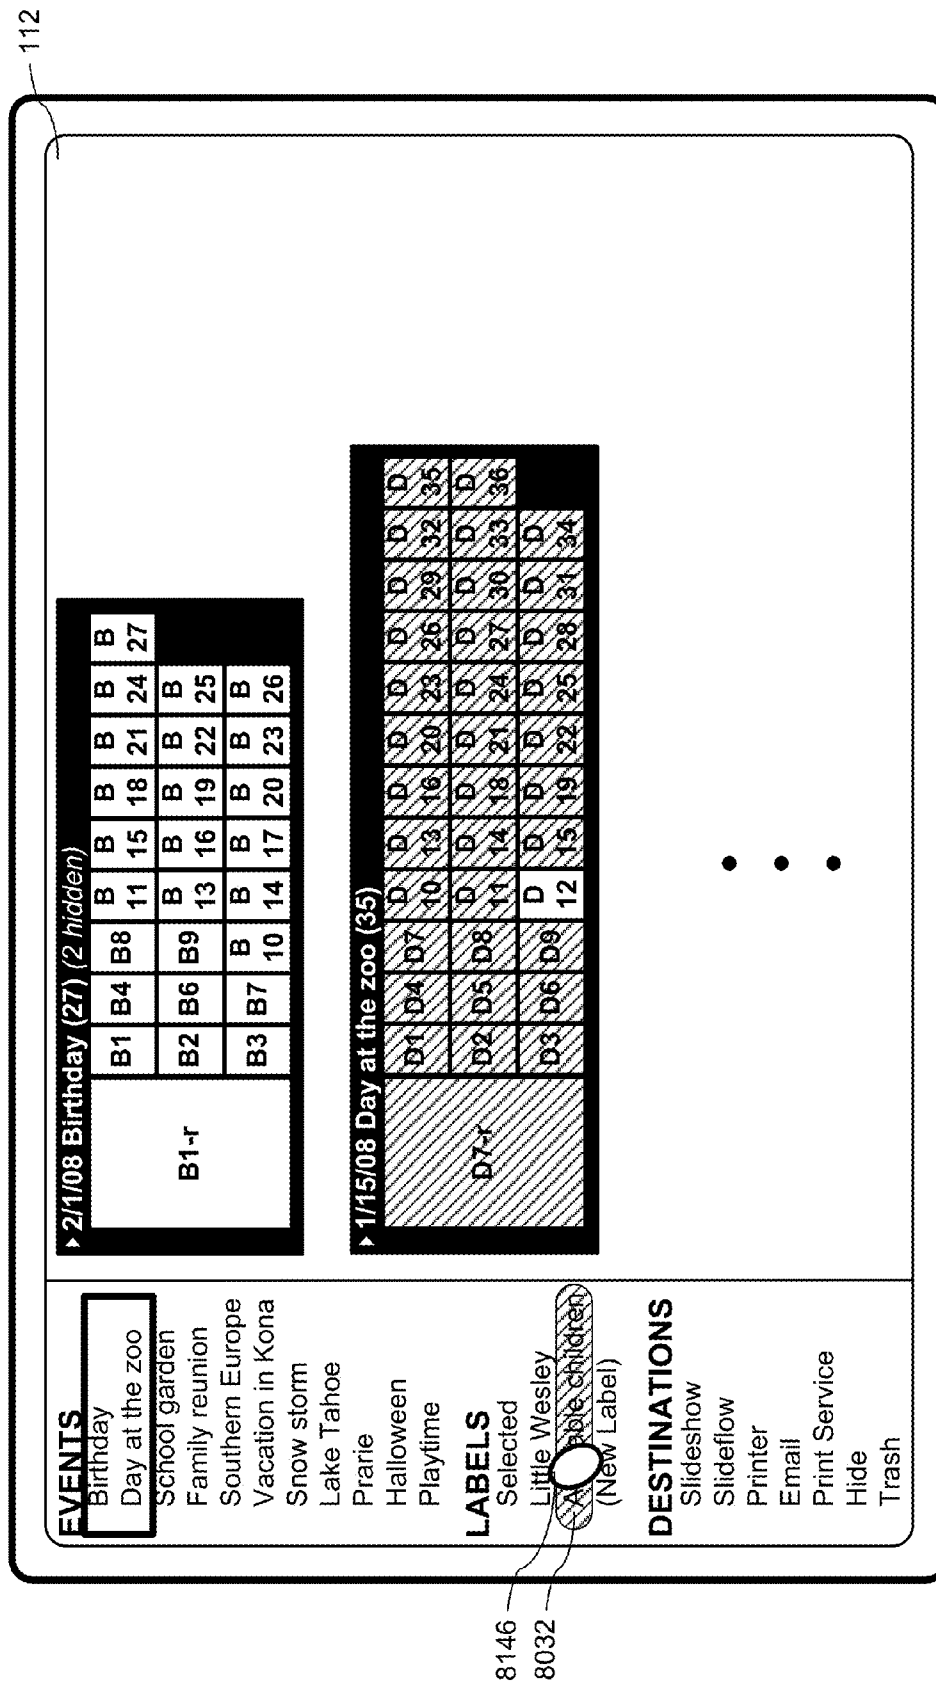 112
EVENTS
Birthday
Day at the zoo
School garden
Family reunion
Southern Europe
Vacation in Kona
Snow storm
Lake Tahoe
Prarie
Halloween
Playtime
LABELS
Selected
Little Wesley
children
(New Label)
DESTINATIONS
Slideshow
Slideflow
Printer
Email
Print Service
Hide
Trash
8146
8032
2/1/08 Birthday (27) (2 hidden)
B1-r
B1 B4 B8 B 11 B 15 B 18 B 21 B 24 B 27
B2 B6 B9 B 13 B 16 B 19 B 22 B 25
B3 B7 B 10 B 14 B 17 B 20 B 23 B 26
1/15/08 Day at the zoo (35)
D7-r
D1 D4 D7 D 10 D 13 D 16 D 20 D 23 D 26 D 29 D 32 D 35
D2 D5 D8 D 11 D 14 D 18 D 21 D 24 D 27 D 30 D 33 D 36
D3 D6 D9 D 12 D 15 D 19 D 22 D 25 D 28 D 31 D 34